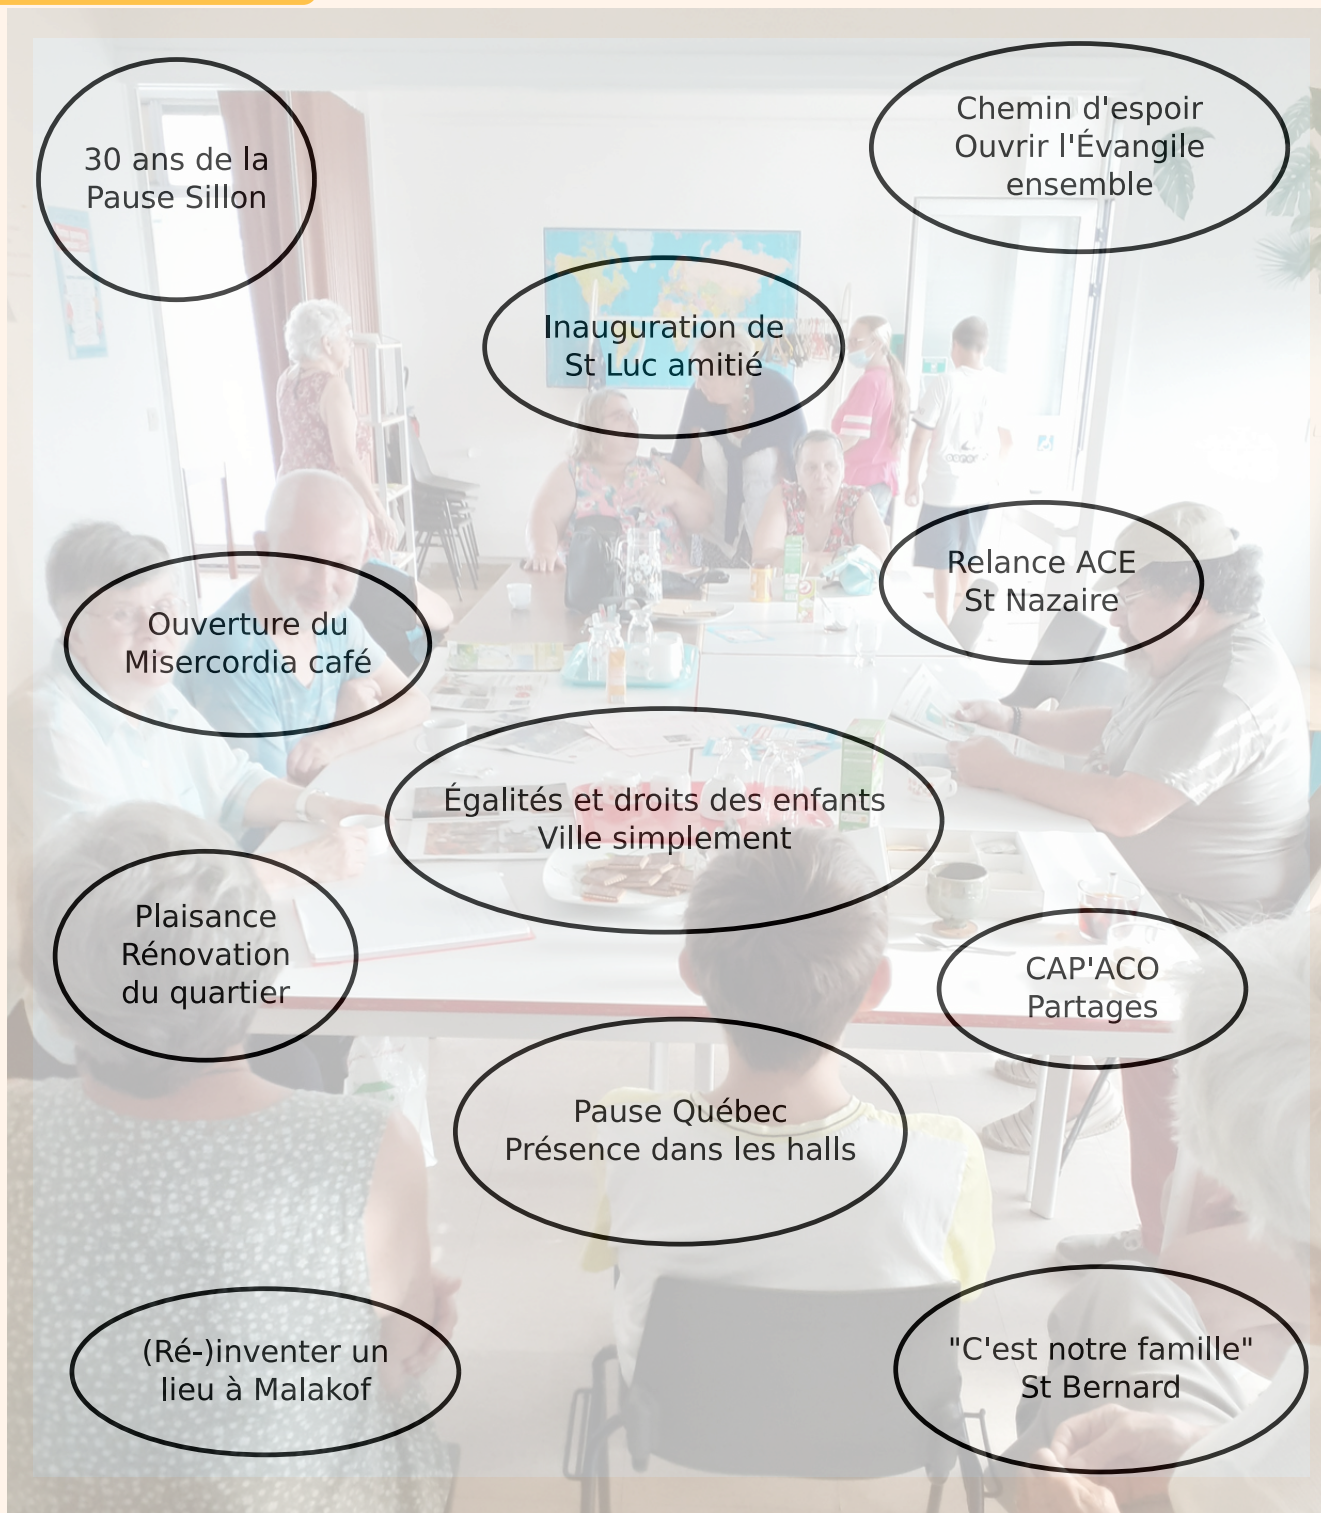 30 ans de la
Pause Sillon
Chemin d'espoir
Ouvrir l'Évangile
ensemble
Inauguration de
St Luc amitié
Relance ACE
St Nazaire
Ouverture du
Misercordia café
Égalités et droits des enfants
Ville simplement
Plaisance
Rénovation
du quartier
CAP'ACO
Partages
Pause Québec
Présence dans les halls
(Ré-)inventer un
lieu à Malakof
"C'est notre famille"
St Bernard